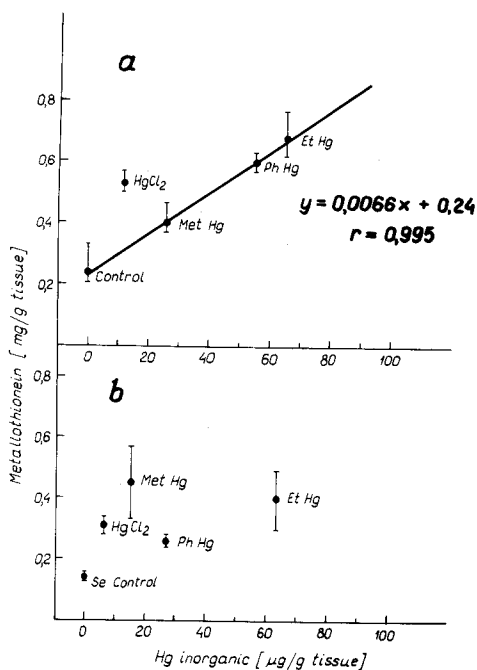 a
0,8
0,6
0,4
0,2
Et Hg
Ph Hg
HgCl2
Met Hg
Control
y = 0,0066x + 0,24
r = 0,995
0 20 40 60 80 100
Metallothionein [mg/g tissue]
b
0,8
0,6
0,4
0,2
Met Hg
Et Hg
HgCl2
Ph Hg
Se Control
0 20 40 60 80 100
Hg inorganic [µg/g tissue]